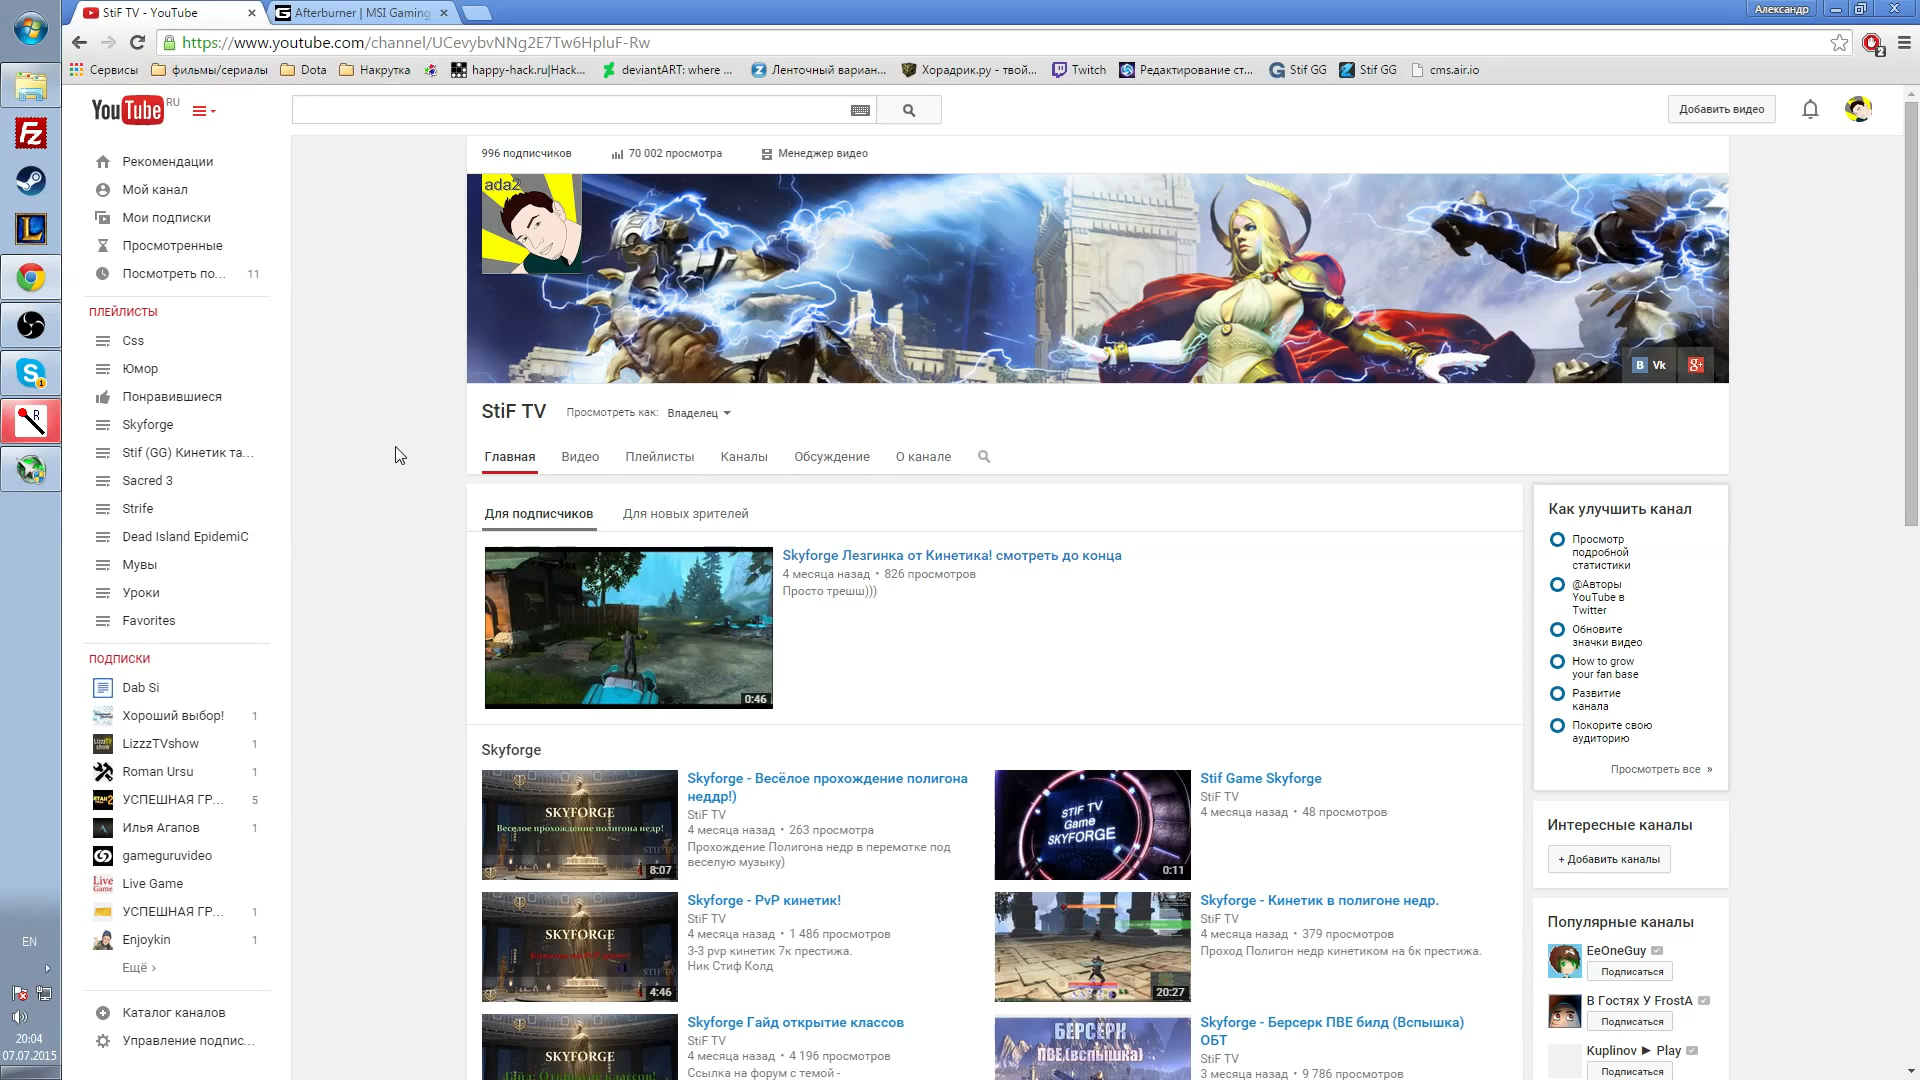 StiF TV - YouTube
Afterburner | MSI Gaming
Александр
https://www.youtube.com/channel/UCevybvNNg2E7Tw6HpluF-Rw
2
Сервисы
фильмы/сериалы
Dota
Накрутка
happy-hack.ru|Hack...
deviantART: where ...
Ленточный вариан...
Хорадрик.ру - твой...
Twitch
Редактирование ст...
Stif GG
Stif GG
cms.air.io
YouTube RU
Добавить видео
Рекомендации
Мой канал
Мои подписки
Просмотренные
Посмотреть по... 11
ПЛЕЙЛИСТЫ
Css
Юмор
Понравившиеся
Skyforge
Stif (GG) Кинетик та...
Sacred 3
Strife
Dead Island EpidemiC
Мувы
Уроки
Favorites
ПОДПИСКИ
Dab Si
Хороший выбор! 1
LizzzTVshow 1
Roman Ursu 1
УСПЕШНАЯ ГР... 5
Илья Агапов 1
gameguruvideo
Live Game
УСПЕШНАЯ ГР... 1
Enjoykin 1
Ещё ›
Каталог каналов
Управление подпис...
996 подписчиков
70 002 просмотра
Менеджер видео
ada2
Vk
g+
StiF TV
Просмотреть как: Владелец
Главная
Видео
Плейлисты
Каналы
Обсуждение
О канале
Для подписчиков
Для новых зрителей
0:46
Skyforge Лезгинка от Кинетика! смотреть до конца
4 месяца назад • 826 просмотров
Просто трешш)))
Skyforge
SKYFORGE
Веселое прохождение полигона недр!
8:07
Skyforge - Весёлое прохождение полигона
неддр!)
StiF TV
4 месяца назад • 263 просмотра
Прохождение Полигона недр в перемотке под
веселую музыку)
STIF TV
Game
SKYFORGE
0:11
Stif Game Skyforge
StiF TV
4 месяца назад • 48 просмотров
SKYFORGE
4:46
Skyforge - PvP кинетик!
StiF TV
4 месяца назад • 1 486 просмотров
3-3 pvp кинетик 7к престижа.
Ник Стиф Колд
20:27
Skyforge - Кинетик в полигоне недр.
StiF TV
4 месяца назад • 379 просмотров
Проход Полигон недр кинетиком на 6к престижа.
SKYFORGE
Гайд: Открытие классов!
Skyforge Гайд открытие классов
StiF TV
4 месяца назад • 4 196 просмотров
Ссылка на форум с темой -
БЕРСЕРК
ПВЕ(вспышка)
Skyforge - Берсерк ПВЕ билд (Вспышка)
ОБТ
StiF TV
3 месяца назад • 9 786 просмотров
Как улучшить канал
Просмотр
подробной
статистики
@Авторы
YouTube в
Twitter
Обновите
значки видео
How to grow
your fan base
Развитие
канала
Покорите свою
аудиторию
Просмотреть все »
Интересные каналы
+ Добавить каналы
Популярные каналы
EeOneGuy
Подписаться
В Гостях У FrostA
Подписаться
Kuplinov ► Play
Подписаться
EN
20:04
07.07.2015